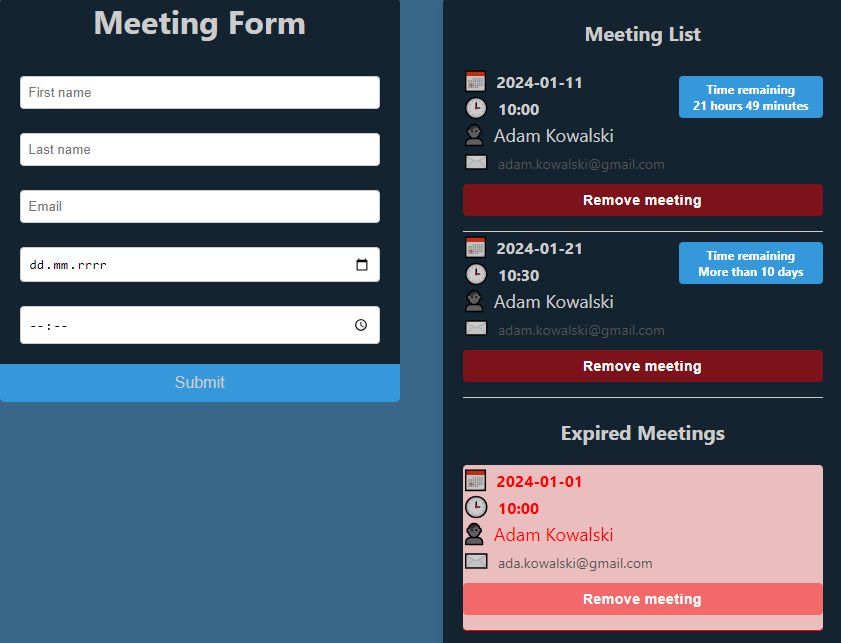 Meeting Form
First name
Last name
Email
dd.mm.rrrr
--:--
Submit
Meeting List
2024-01-11
Time remaining
21 hours 49 minutes
10:00
Adam Kowalski
adam.kowalski@gmail.com
Remove meeting
2024-01-21
Time remaining
More than 10 days
10:30
Adam Kowalski
adam.kowalski@gmail.com
Remove meeting
Expired Meetings
2024-01-01
10:00
Adam Kowalski
ada.kowalski@gmail.com
Remove meeting